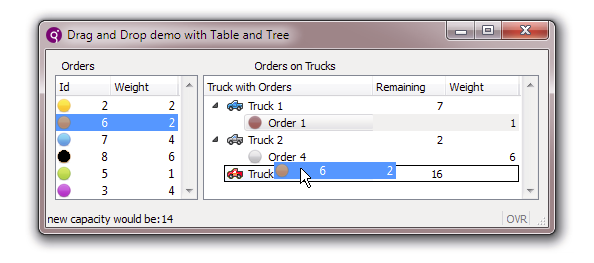 Drag and Drop demo with Table and Tree
Orders
Orders on Trucks
Id Weight
Truck with Orders Remaining Weight
2 2
6 2
7 4
8 6
5 1
3 4
Truck 1 7
Order 1 1
Truck 2 2
Order 4 6
Truck 16
6 2
new capacity would be:14
OVR